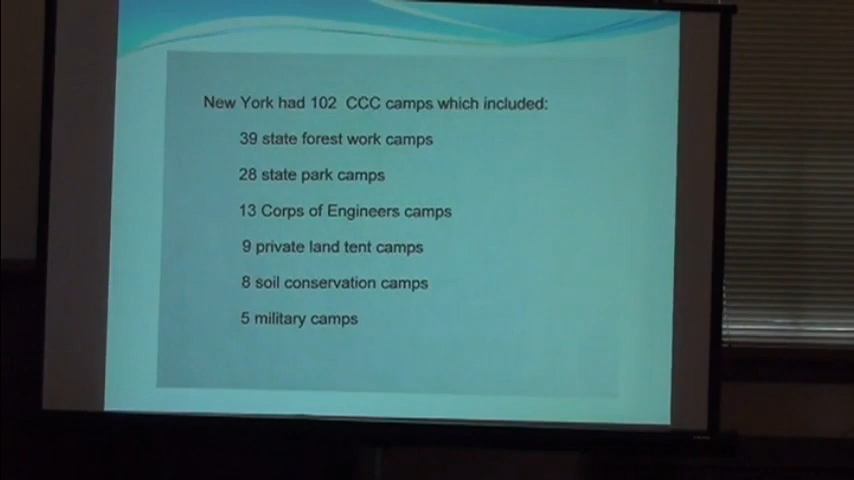 New York had 102 CCC camps which included:
39 state forest work camps
28 state park camps
13 Corps of Engineers camps
9 private land tent camps
8 soil conservation camps
5 military camps